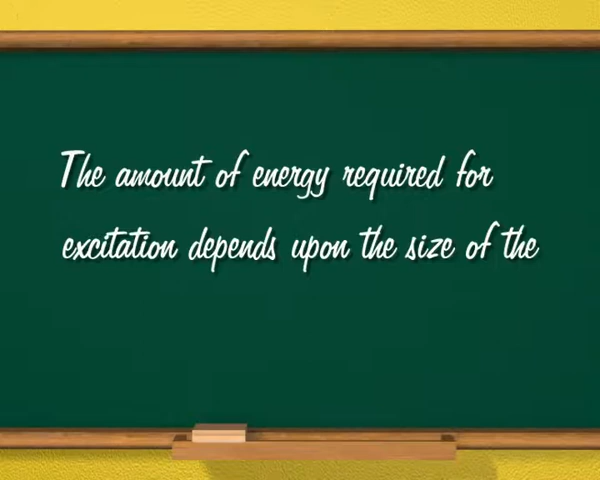 The amount of energy required for
excitation depends upon the size of the